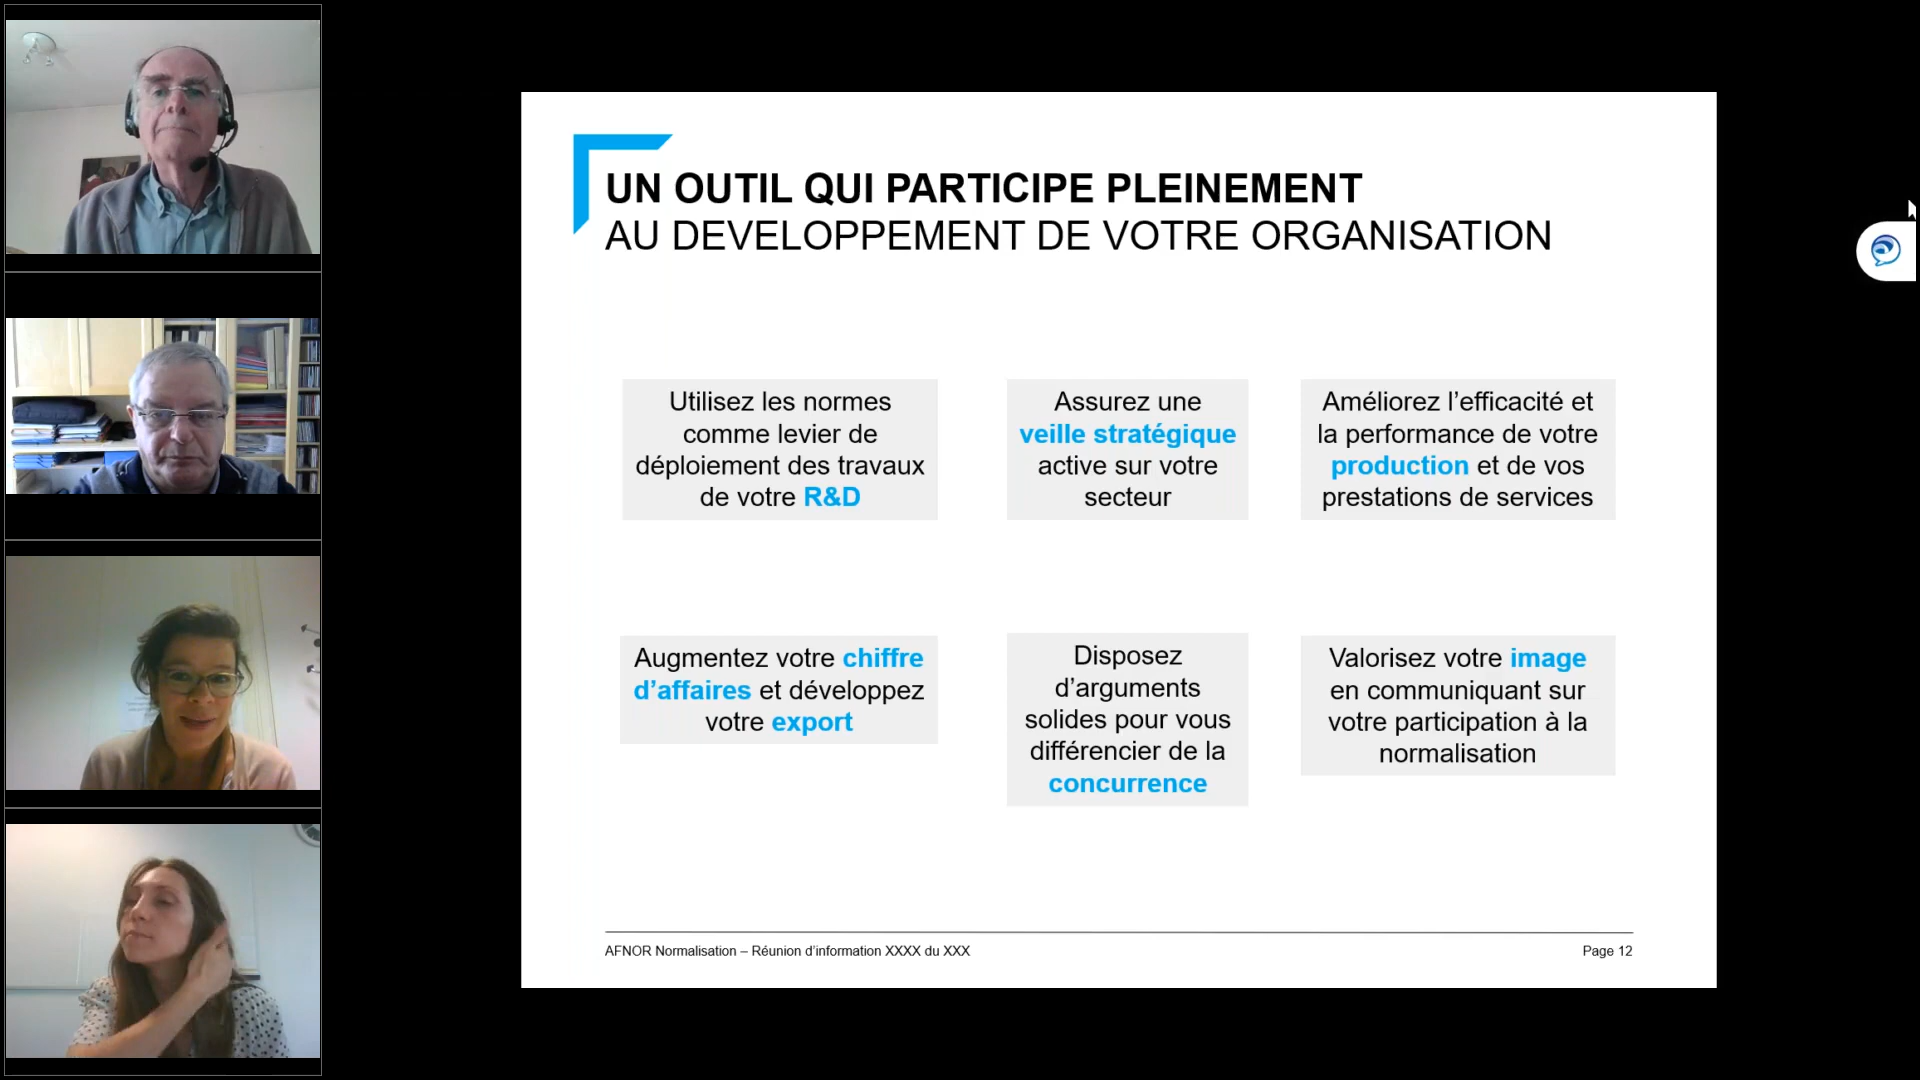 UN OUTIL QUI PARTICIPE PLEINEMENT
AU DEVELOPPEMENT DE VOTRE ORGANISATION
Utilisez les normes
comme levier de
déploiement des travaux
de votre R&D
Assurez une
veille stratégique
active sur votre
secteur
Améliorez l’efficacité et
la performance de votre
production et de vos
prestations de services
Augmentez votre chiffre
d’affaires et développez
votre export
Disposez
d’arguments
solides pour vous
différencier de la
concurrence
Valorisez votre image
en communiquant sur
votre participation à la
normalisation
AFNOR Normalisation – Réunion d’information XXXX du XXX
Page 12